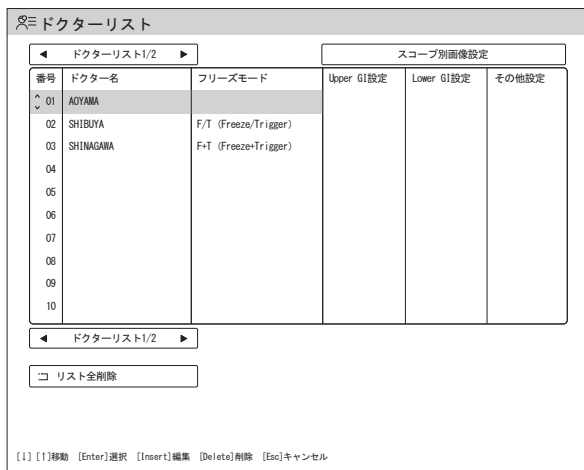 ドクターリスト
◀ ドクターリスト1/2 ▶ スコープ別画像設定
番号 ドクター名 フリーズモード Upper GI設定 Lower GI設定 その他設定
01 AOYAMA
02 SHIBUYA F/T (Freeze/Trigger)
03 SHINAGAWA F+T (Freeze+Trigger)
04
05
06
07
08
09
10
◀ ドクターリスト1/2 ▶
リスト全削除
[↓][↑]移動 [Enter]選択 [Insert]編集 [Delete]削除 [Esc]キャンセル